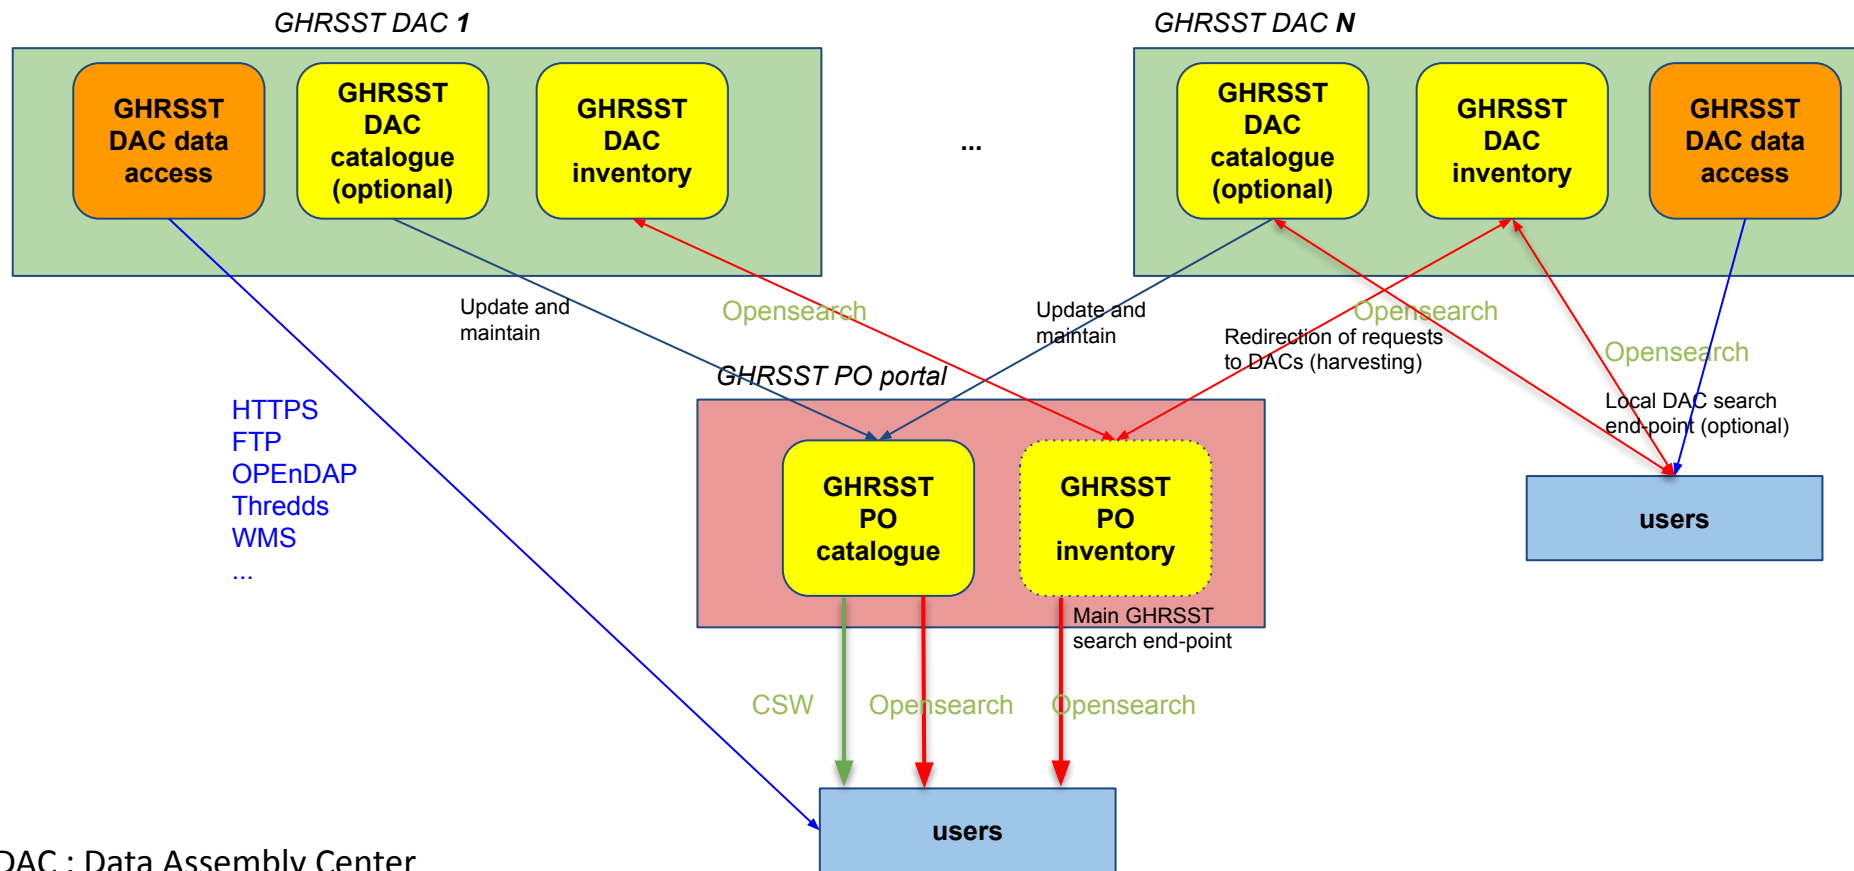 GHRSST DAC 1
GHRSST DAC N
GHRSST
DAC data
access
GHRSST
DAC
catalogue
(optional)
GHRSST
DAC
inventory
...
GHRSST
DAC
catalogue
(optional)
GHRSST
DAC
inventory
GHRSST
DAC data
access
Update and
maintain
Opensearch
Update and
maintain
Opensearch
Redirection of requests
to DACs (harvesting)
Opensearch
GHRSST PO portal
Local DAC search
end-point (optional)
HTTPS
FTP
OPEnDAP
Thredds
WMS
...
GHRSST
PO
catalogue
GHRSST
PO
inventory
users
Main GHRSST
search end-point
CSW
Opensearch
Opensearch
users
DAC : Data Assembly Center